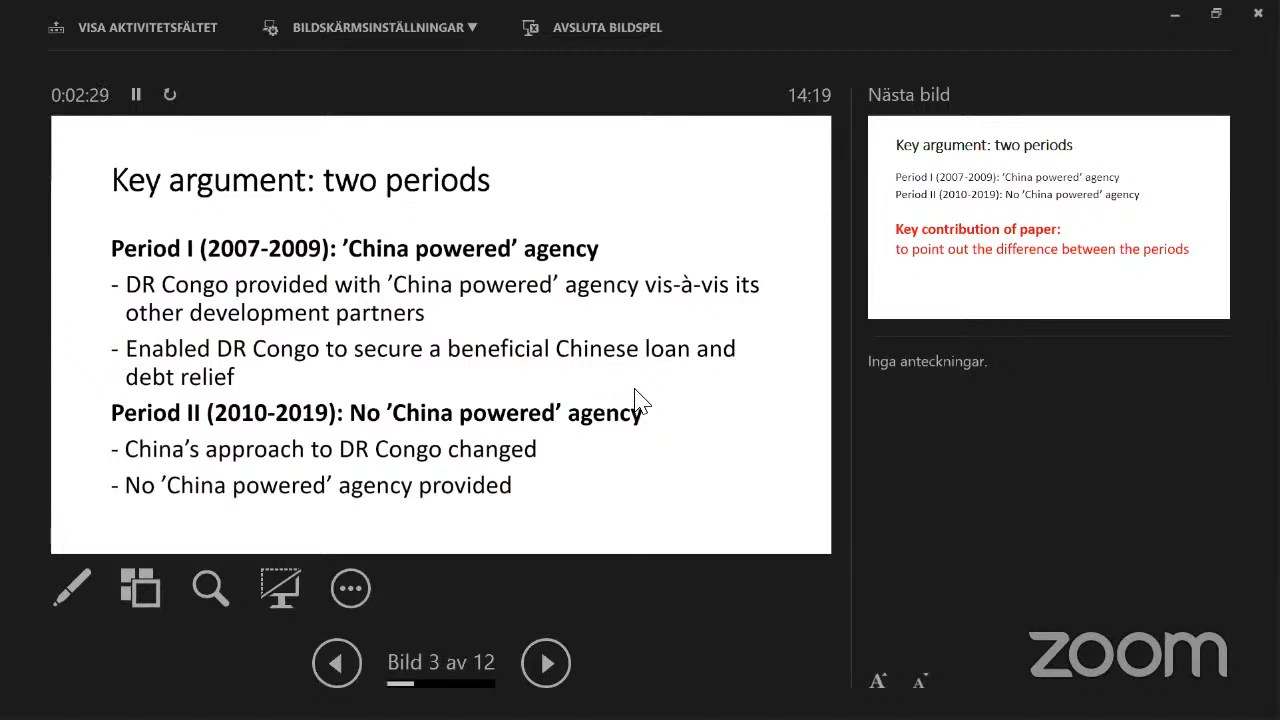 VISA AKTIVITETSFÄLTET
BILDSKÄRMSINSTÄLLNINGAR ▼
AVSLUTA BILDSPEL
0:02:29
14:19
Key argument: two periods
Period I (2007-2009): ’China powered’ agency
- DR Congo provided with ’China powered’ agency vis-à-vis its
other development partners
- Enabled DR Congo to secure a beneficial Chinese loan and
debt relief
Period II (2010-2019): No ’China powered’ agency
- China’s approach to DR Congo changed
- No ’China powered’ agency provided
Bild 3 av 12
Nästa bild
Key argument: two periods
Period I (2007-2009): ’China powered’ agency
Period II (2010-2019): No ’China powered’ agency
Key contribution of paper:
to point out the difference between the periods
Inga anteckningar.
A A
zoom